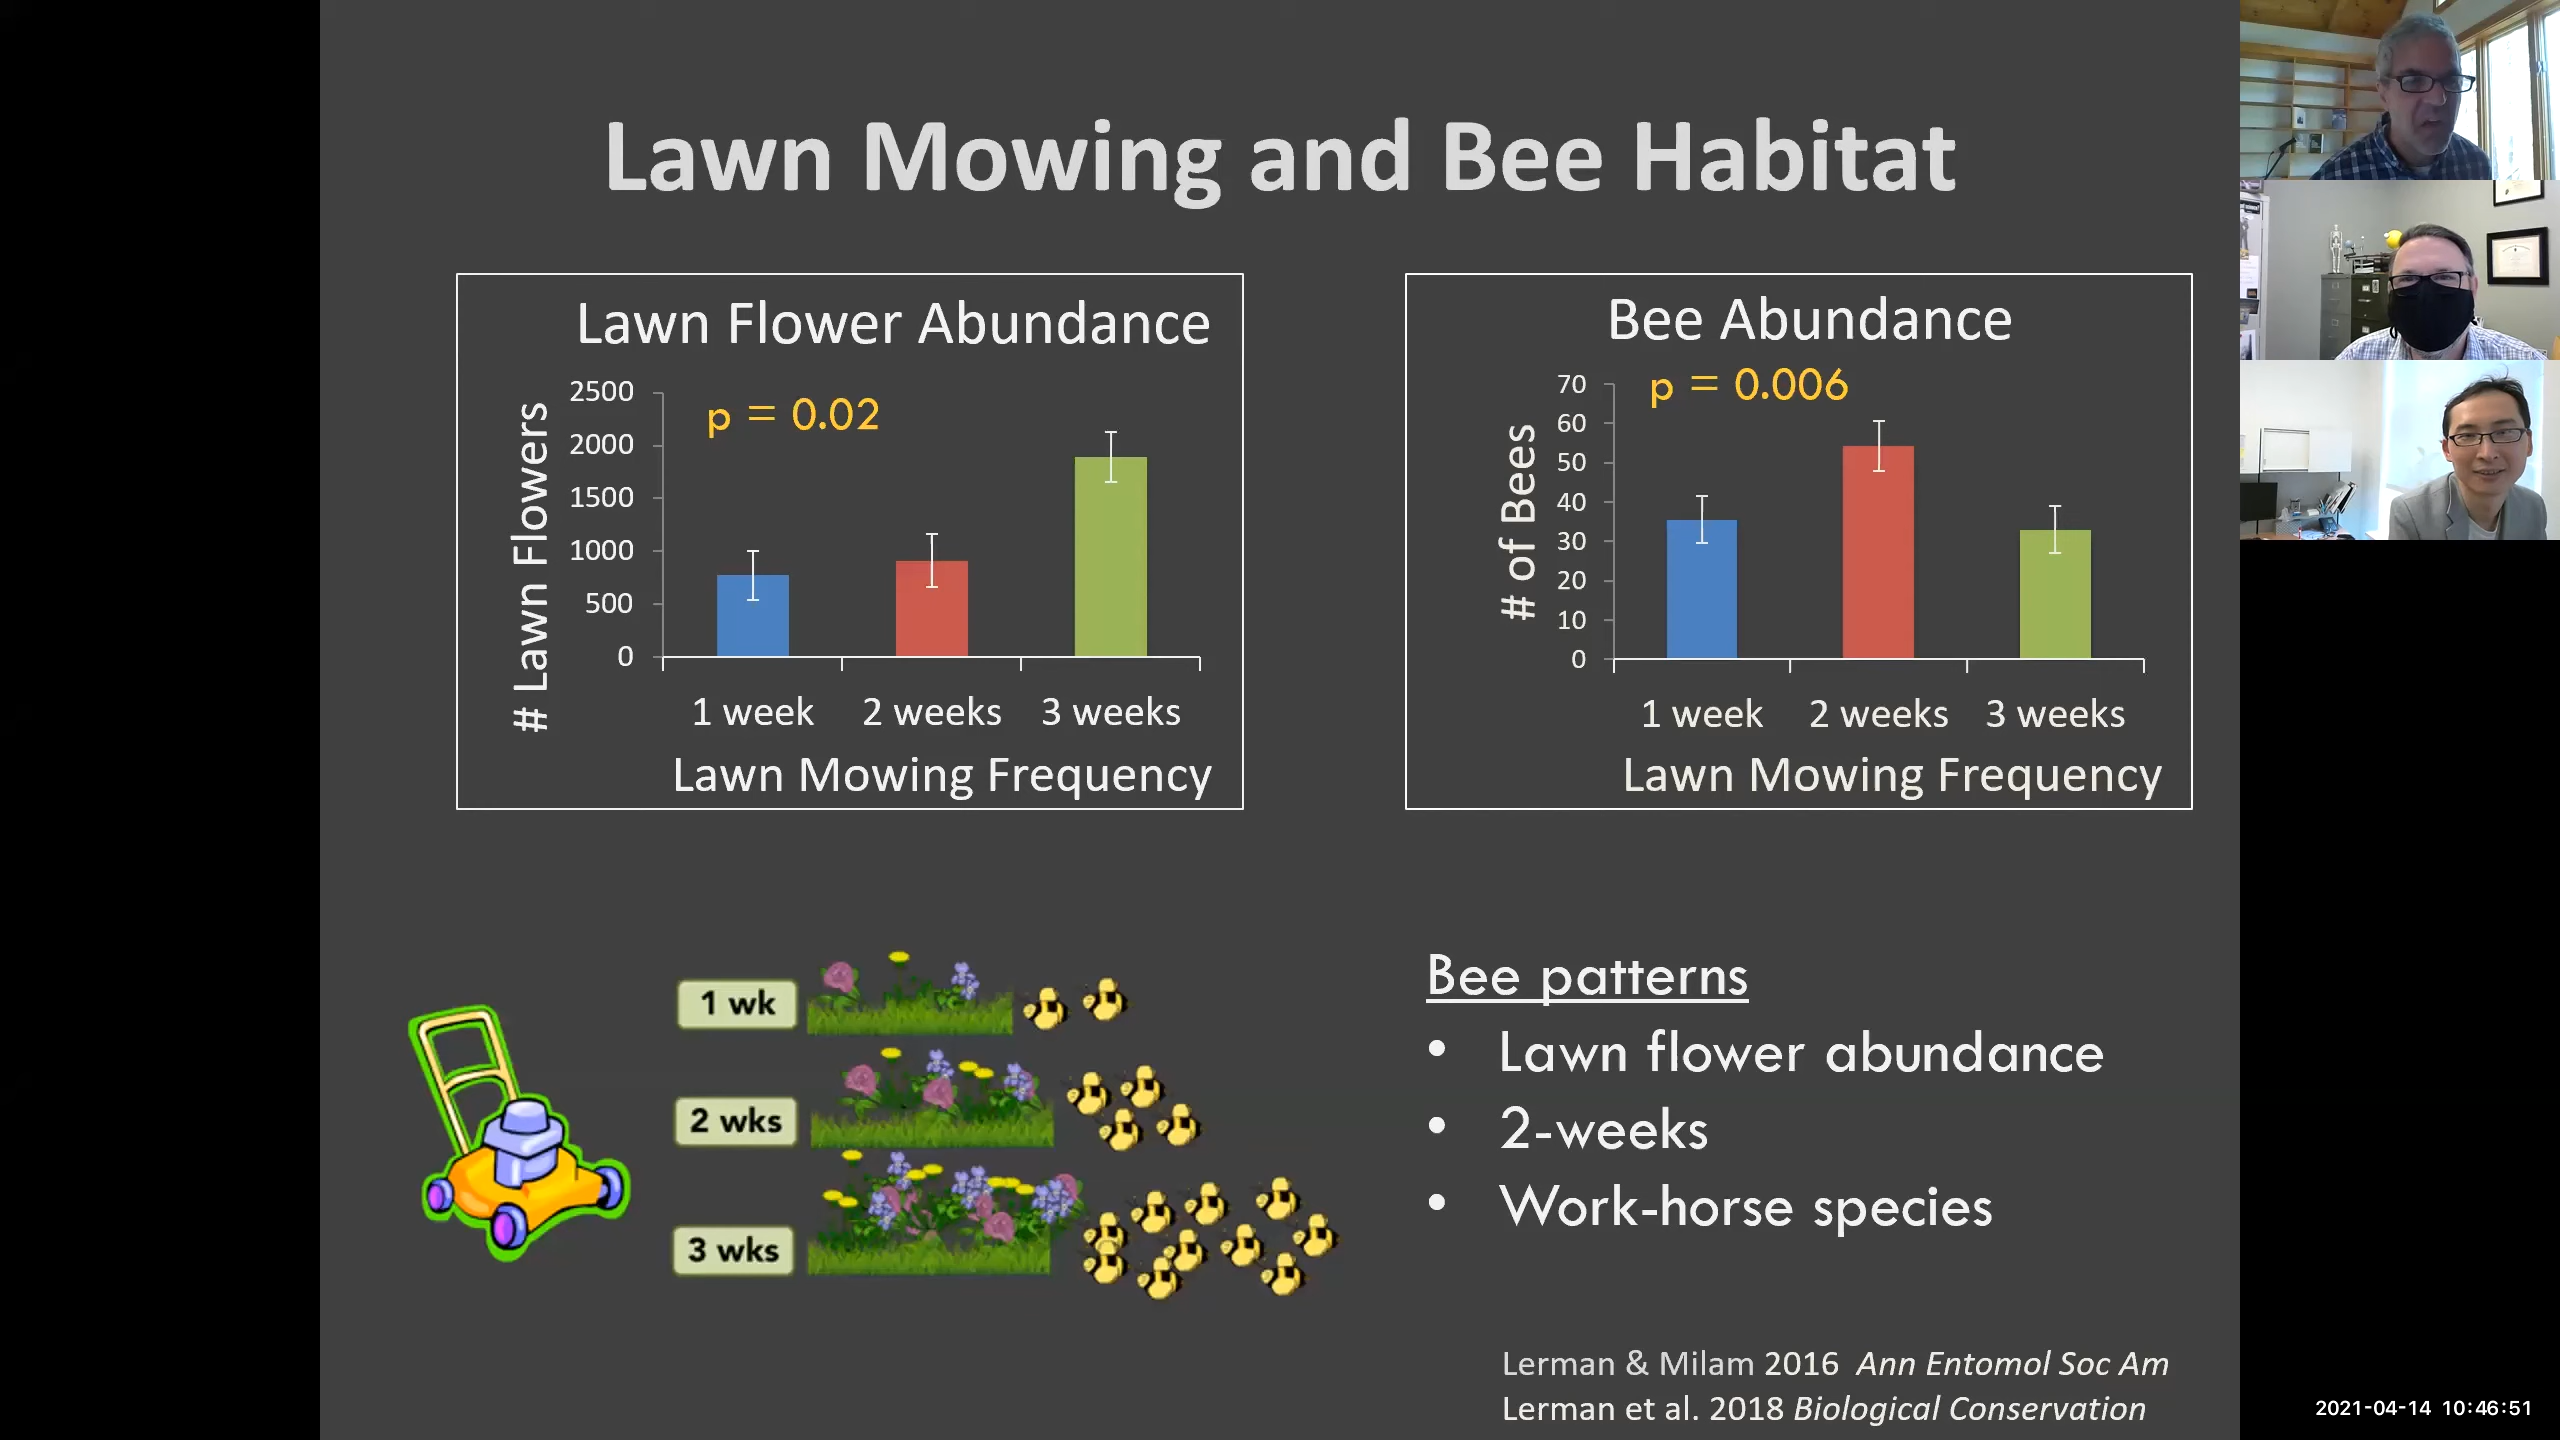 Lawn Mowing and Bee Habitat
Lawn Flower Abundance
p = 0.02
# Lawn Flowers
2500
2000
1500
1000
500
0
1 week 2 weeks 3 weeks
Lawn Mowing Frequency
Bee Abundance
p = 0.006
# of Bees
70
60
50
40
30
20
10
0
1 week 2 weeks 3 weeks
Lawn Mowing Frequency
1 wk
2 wks
3 wks
Bee patterns
• Lawn flower abundance
• 2-weeks
• Work-horse species
Lerman & Milam 2016 Ann Entomol Soc Am
Lerman et al. 2018 Biological Conservation
2021-04-14 10:46:51